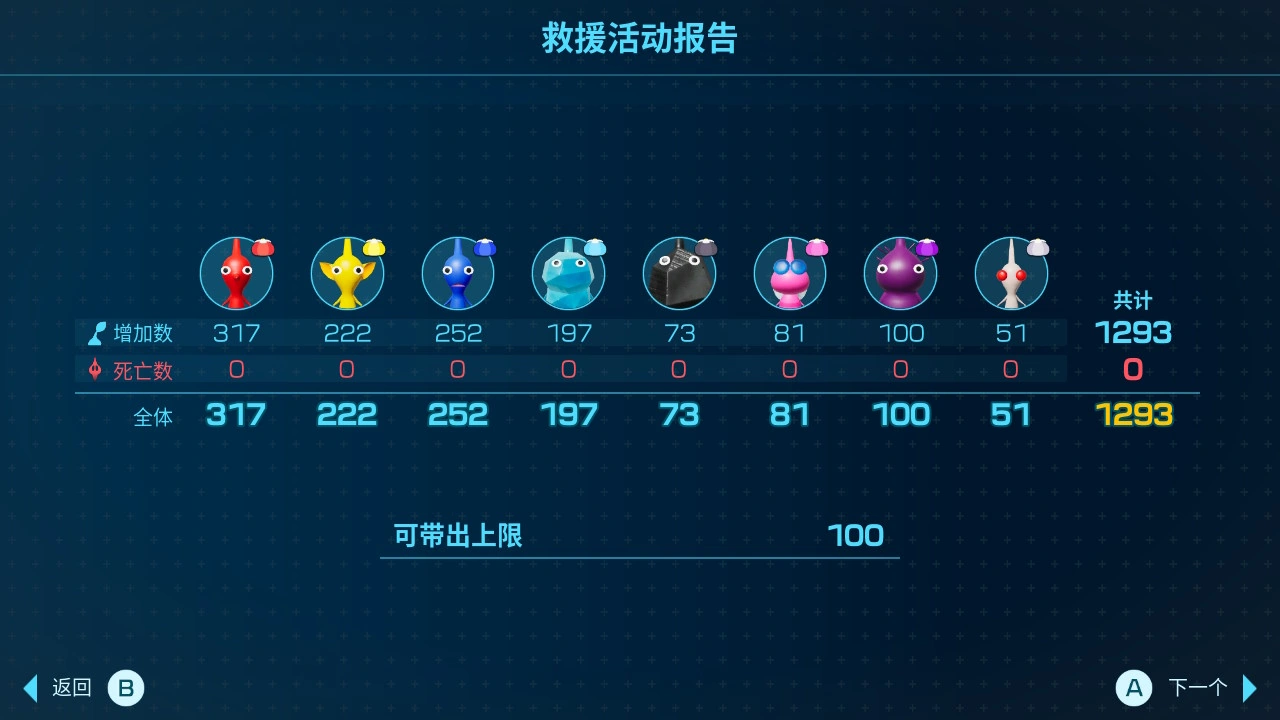 救援活动报告
共计
增加数 317 222 252 197 73 81 100 51 1293
死亡数 0 0 0 0 0 0 0 0 0
全体 317 222 252 197 73 81 100 51 1293
可带出上限 100
返回 B A 下一个